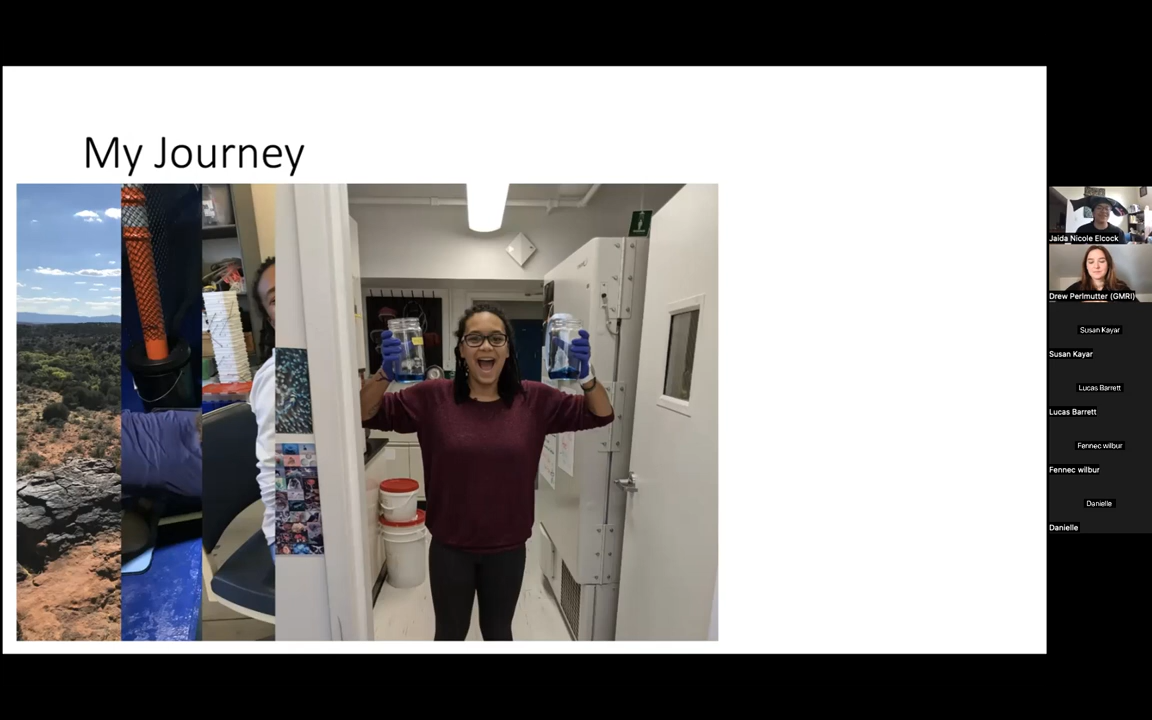 My Journey
Jaida Nicole Elcock
Drew Perlmutter (GMRI)
Susan Kayar
Susan Kayar
Lucas Barrett
Lucas Barrett
Fennec wilbur
Fennec wilbur
Danielle
Danielle